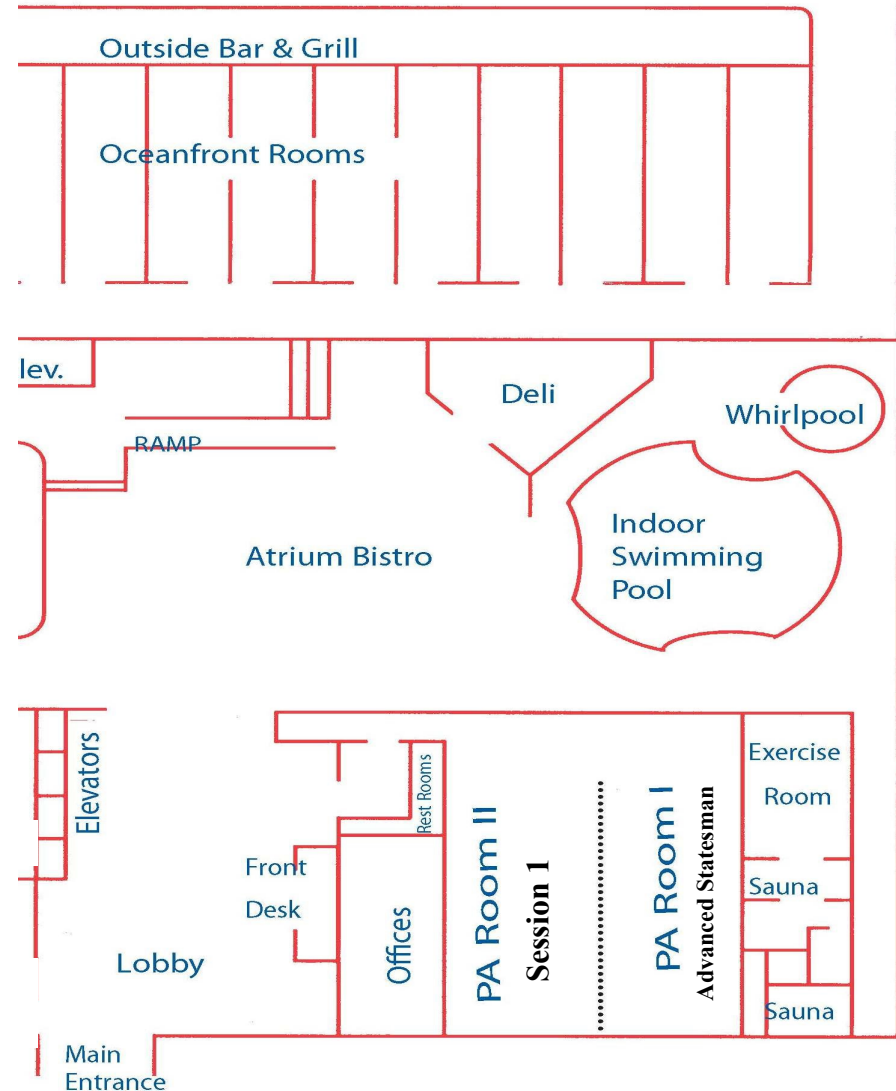 Outside Bar & Grill
Oceanfront Rooms
lev.
Deli
Whirlpool
RAMP
Atrium Bistro
Indoor
Swimming
Pool
Elevators
Rest Rooms
Exercise
Room
PA Room II
Session 1
PA Room I
Advanced Statesman
Front
Desk
Sauna
Offices
Lobby
Sauna
Main
Entrance